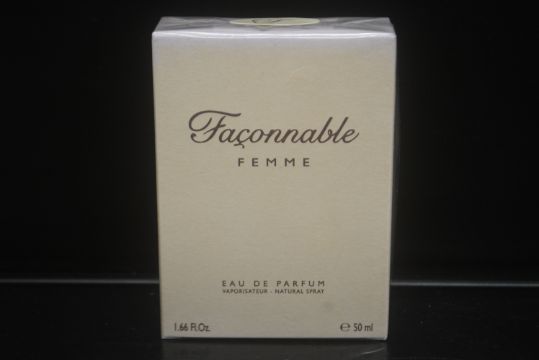 Façonnable
FEMME
EAU DE PARFUM
VAPORISATEUR - NATURAL SPRAY
1.66 Fl.Oz.
℮ 50 ml